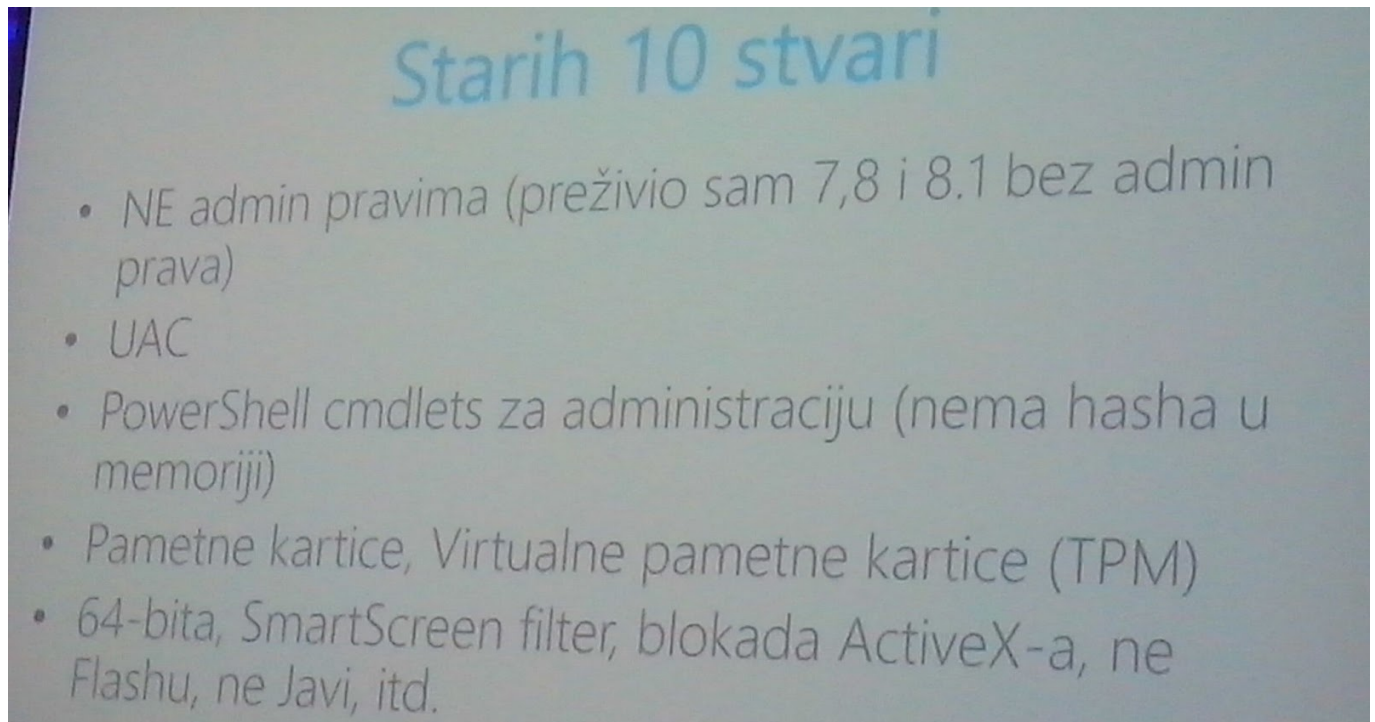 Starih 10 stvari
• NE admin pravima (preživio sam 7,8 i 8.1 bez admin
prava)
• UAC
• PowerShell cmdlets za administraciju (nema hasha u
memoriji)
• Pametne kartice, Virtualne pametne kartice (TPM)
• 64-bita, SmartScreen filter, blokada ActiveX-a, ne
Flashu, ne Javi, itd.